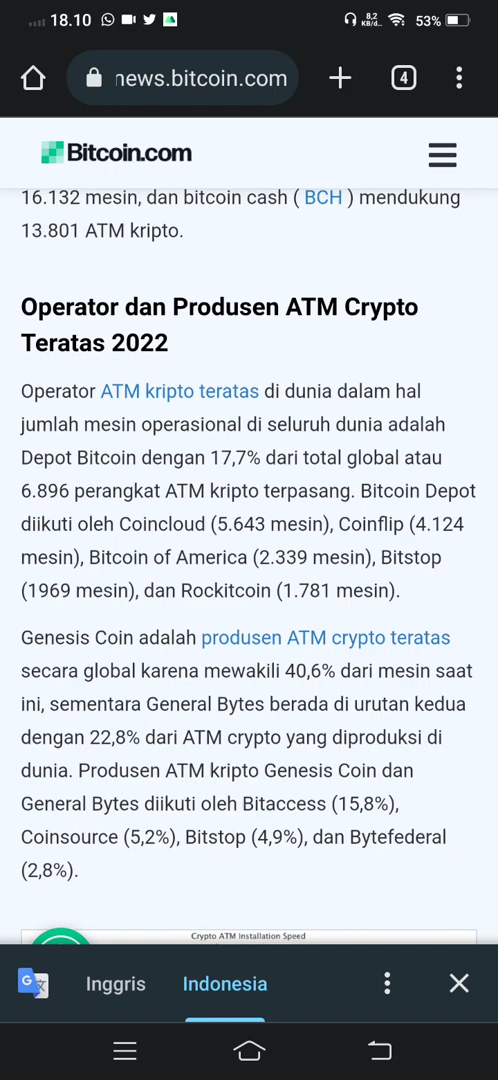 18.10
8,2
KB/d...
53%
news.bitcoin.com
4
Bitcoin.com
16.132 mesin, dan bitcoin cash ( BCH ) mendukung
13.801 ATM kripto.
Operator dan Produsen ATM Crypto
Teratas 2022
Operator ATM kripto teratas di dunia dalam hal
jumlah mesin operasional di seluruh dunia adalah
Depot Bitcoin dengan 17,7% dari total global atau
6.896 perangkat ATM kripto terpasang. Bitcoin Depot
diikuti oleh Coincloud (5.643 mesin), Coinflip (4.124
mesin), Bitcoin of America (2.339 mesin), Bitstop
(1969 mesin), dan Rockitcoin (1.781 mesin).
Genesis Coin adalah produsen ATM crypto teratas
secara global karena mewakili 40,6% dari mesin saat
ini, sementara General Bytes berada di urutan kedua
dengan 22,8% dari ATM crypto yang diproduksi di
dunia. Produsen ATM kripto Genesis Coin dan
General Bytes diikuti oleh Bitaccess (15,8%),
Coinsource (5,2%), Bitstop (4,9%), dan Bytefederal
(2,8%).
Crypto ATM Installation Speed
Inggris
Indonesia